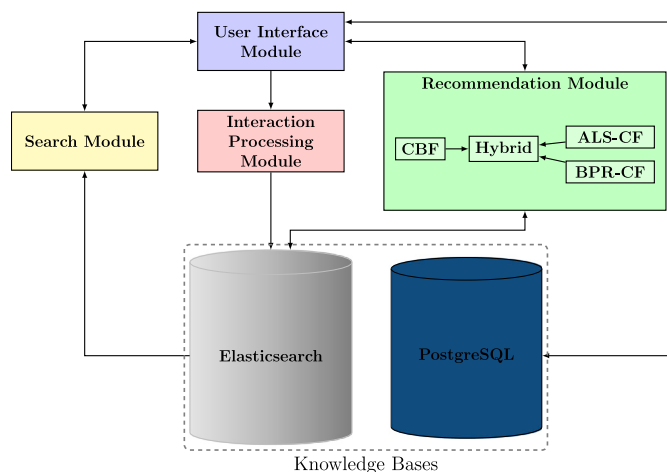 User Interface
Module
Recommendation Module
Search Module
Interaction
Processing
Module
CBF
Hybrid
ALS-CF
BPR-CF
Elasticsearch
PostgreSQL
Knowledge Bases